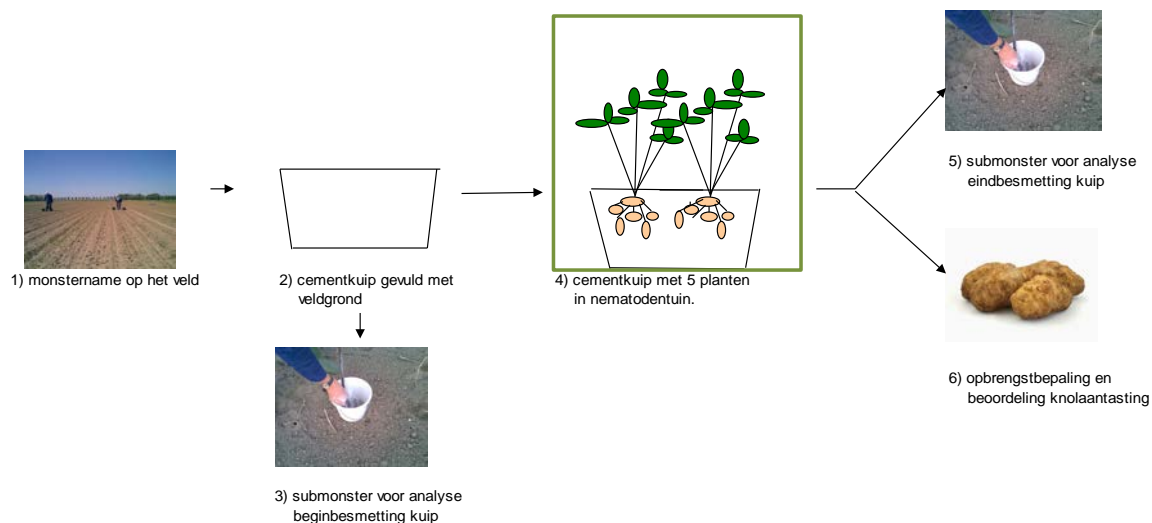 1) monstername op het veld
2) cementkuip gevuld met
veldgrond
3) submonster voor analyse
beginbesmetting kuip
4) cementkuip met 5 planten
in nematodentuin.
5) submonster voor analyse
eindbesmetting kuip
6) opbrengstbepaling en
beoordeling knolaantasting